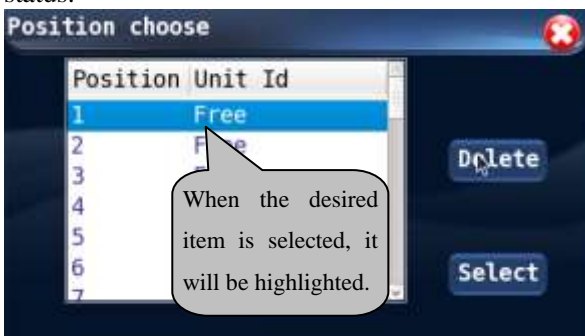 status.
Position choose
Position Unit Id
1 Free
2 Free
3
4
5
6
7
When the desired
item is selected, it
will be highlighted.
Delete
Select